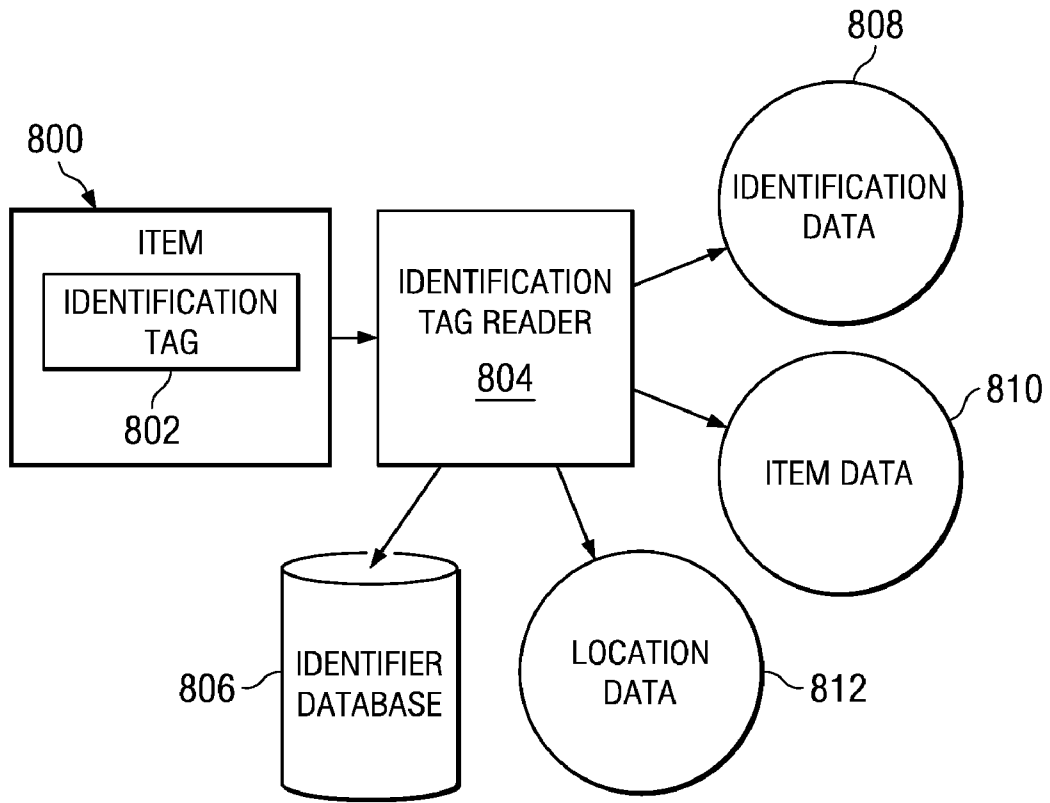 808
800
IDENTIFICATION
DATA
ITEM
IDENTIFICATION
TAG
802
IDENTIFICATION
TAG READER
804
810
ITEM DATA
806
IDENTIFIER
DATABASE
LOCATION
DATA
812